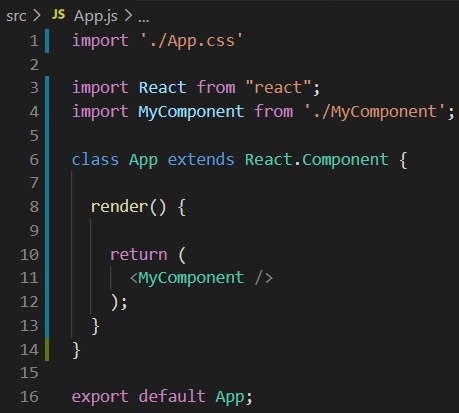 src > JS App.js > ...
1 import './App.css'
2
3 import React from "react";
4 import MyComponent from './MyComponent';
5
6 class App extends React.Component {
7
8 render() {
9
10 return (
11 <MyComponent />
12 );
13 }
14 }
15
16 export default App;